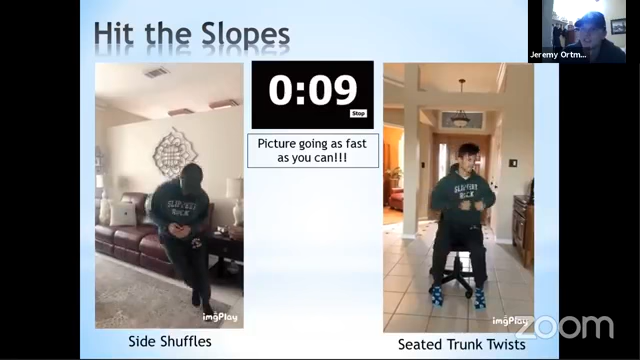 Hit the Slopes
Jeremy Ortm...
0:09
Stop
Picture going as fast
as you can!!!
SLIPPERY
ROCK
SLIPPERY
ROCK
imgPlay
imgPlay
Side Shuffles
Seated Trunk Twists
zoom